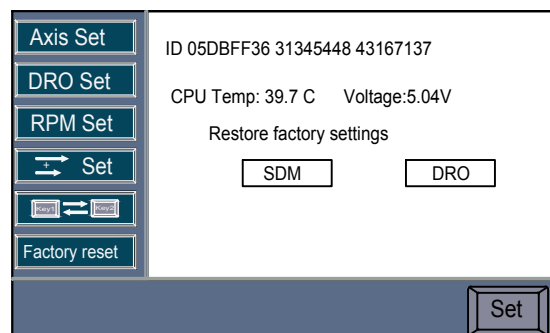 Axis Set
DRO Set
RPM Set
+ Set
Key1 Key2
Factory reset
ID 05DBFF36 31345448 43167137
CPU Temp: 39.7 C Voltage:5.04V
Restore factory settings
SDM DRO
Set